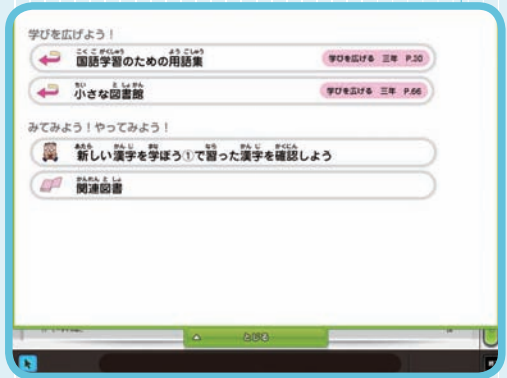 学びを広げよう！
国語学習のための用語集 学びを広げる 三年 P.30
小さな図書館 学びを広げる 三年 P.66
みてみよう！やってみよう！
新しい漢字を学ぼう①で習った漢字を確認しよう
関連図書
とじる